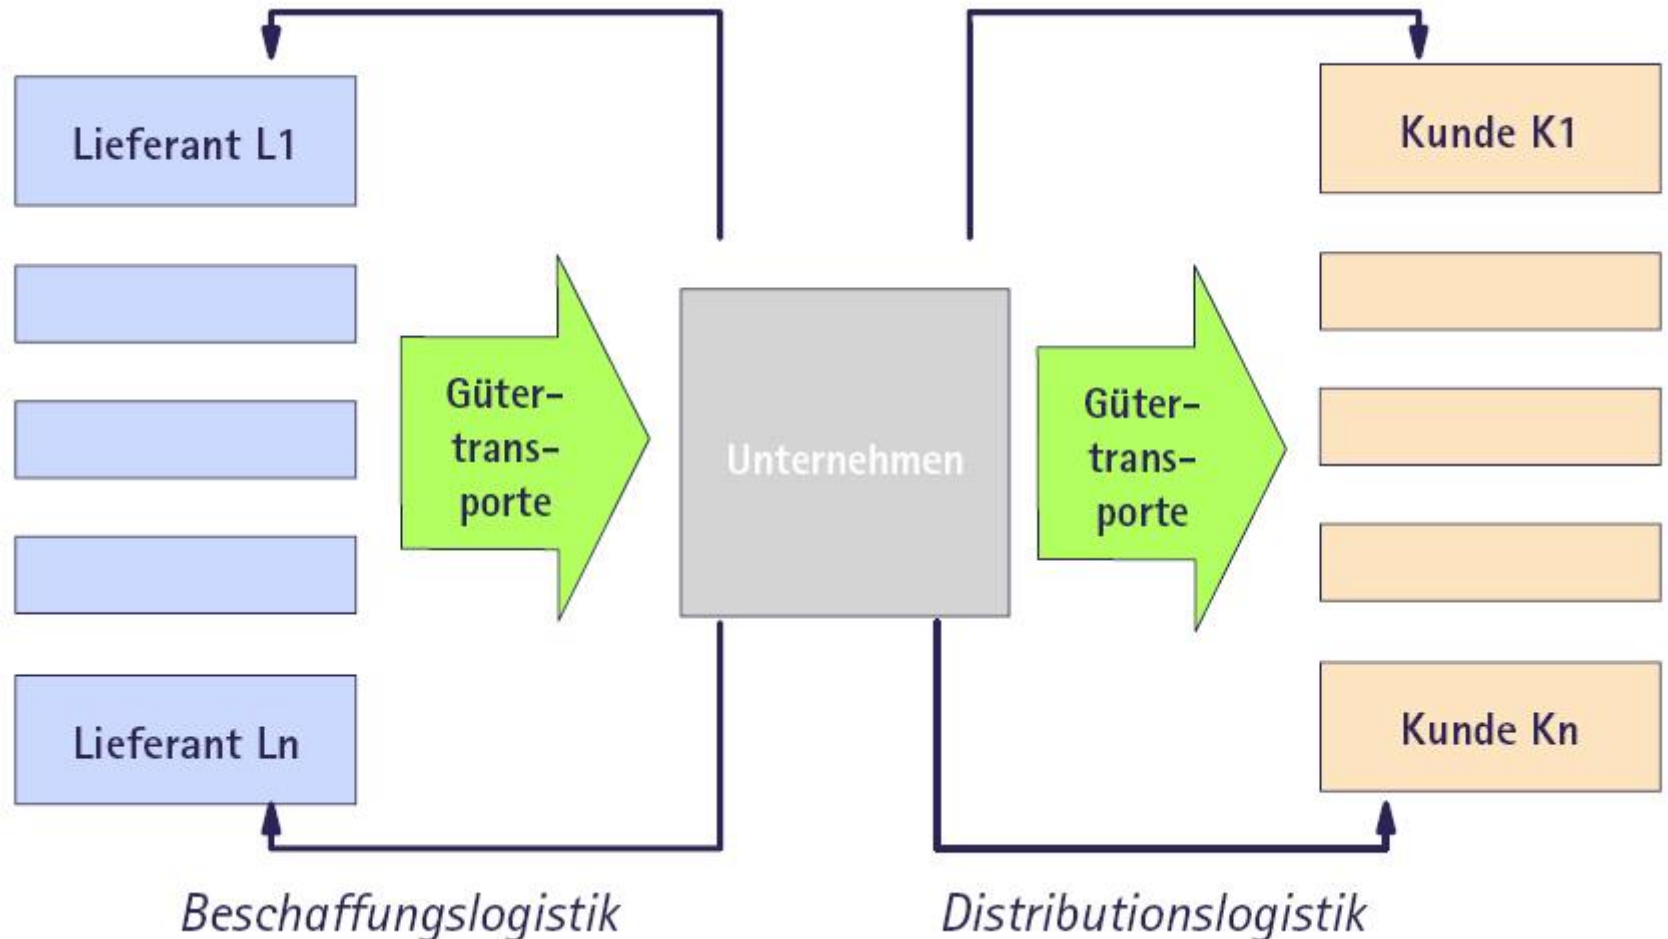 Lieferant L1
Kunde K1
Güter-
trans-
porte
Unternehmen
Güter-
trans-
porte
Lieferant Ln
Kunde Kn
Beschaffungslogistik
Distributionslogistik